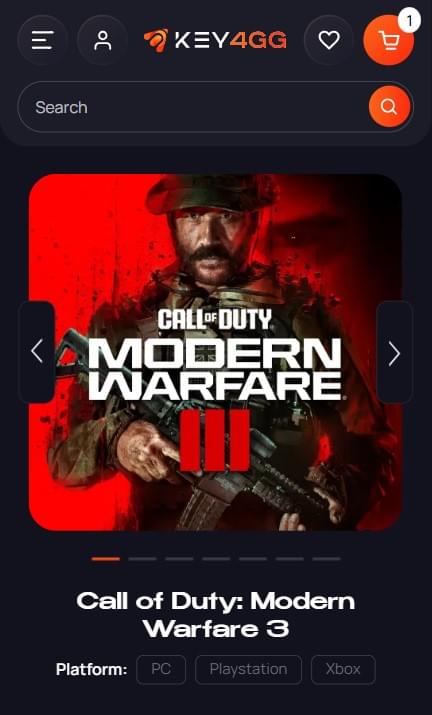 1
KEY4GG
Search
CALL OF DUTY
MODERN
WARFARE
III
Call of Duty: Modern
Warfare 3
Platform: PC Playstation Xbox